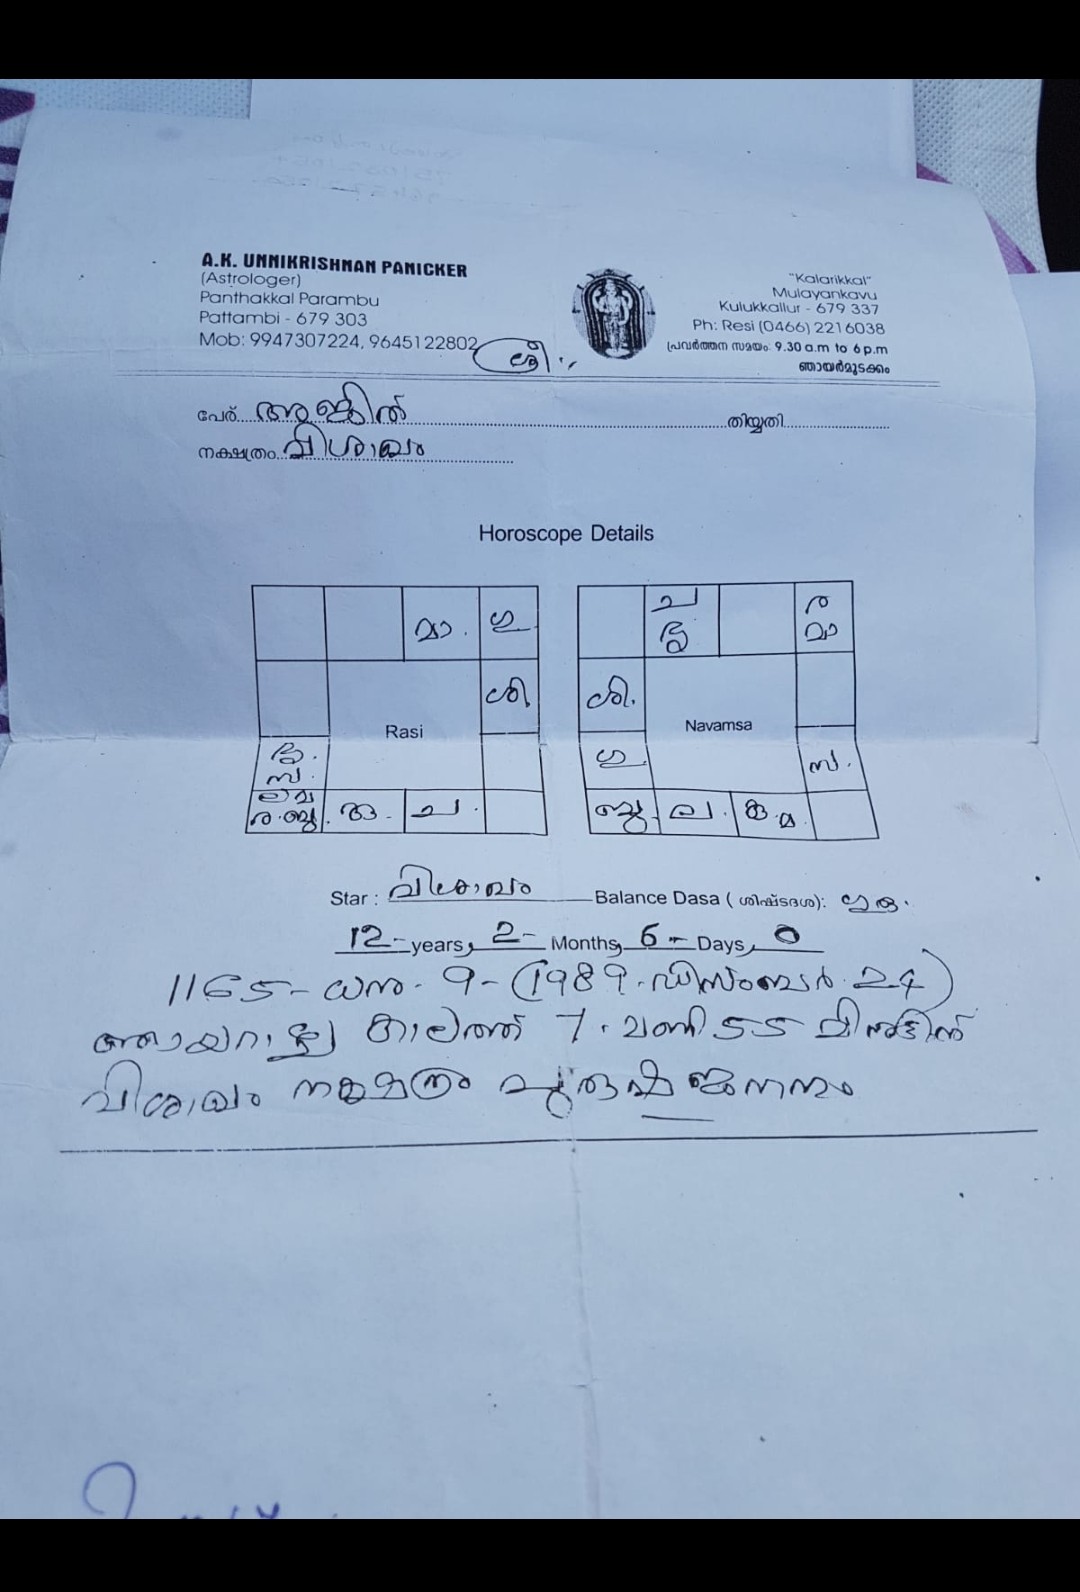 A.K. UNNIKRISHNAN PANICKER
(Astrologer)
Panthakkal Parambu
Pattambi - 679 303
Mob: 9947307224, 9645122802
ശ്രീ
"Kalarikkal"
Mulayankavu
Kulukkallur - 679 337
Ph: Resi (0466) 2216038
പ്രവർത്തന സമയം 9.30 a.m to 6 p.m
ഞായർമുടക്കം
പേര്... തിയ്യതി
നക്ഷത്രം... വിശാഖം
Horoscope Details
മാ. ഗു
ശി
Rasi
സ.
ര. ബു ച.
ച ര
മാ
ശി.
Navamsa
ഗു സ.
ബു ല.
Star : വിശാഖം Balance Dasa ( ശിഷ്ടദശ):
12- years, 2- Months, 6- Days, 0
1165- ധനു. 9- (1989. ഡിസംബർ. 24)
ഞായറാഴ്ച കാലത്ത് 7. മണി 55 മിനുട്ടിന്
വിശാഖം നക്ഷത്രം പുരുഷ ജനനം